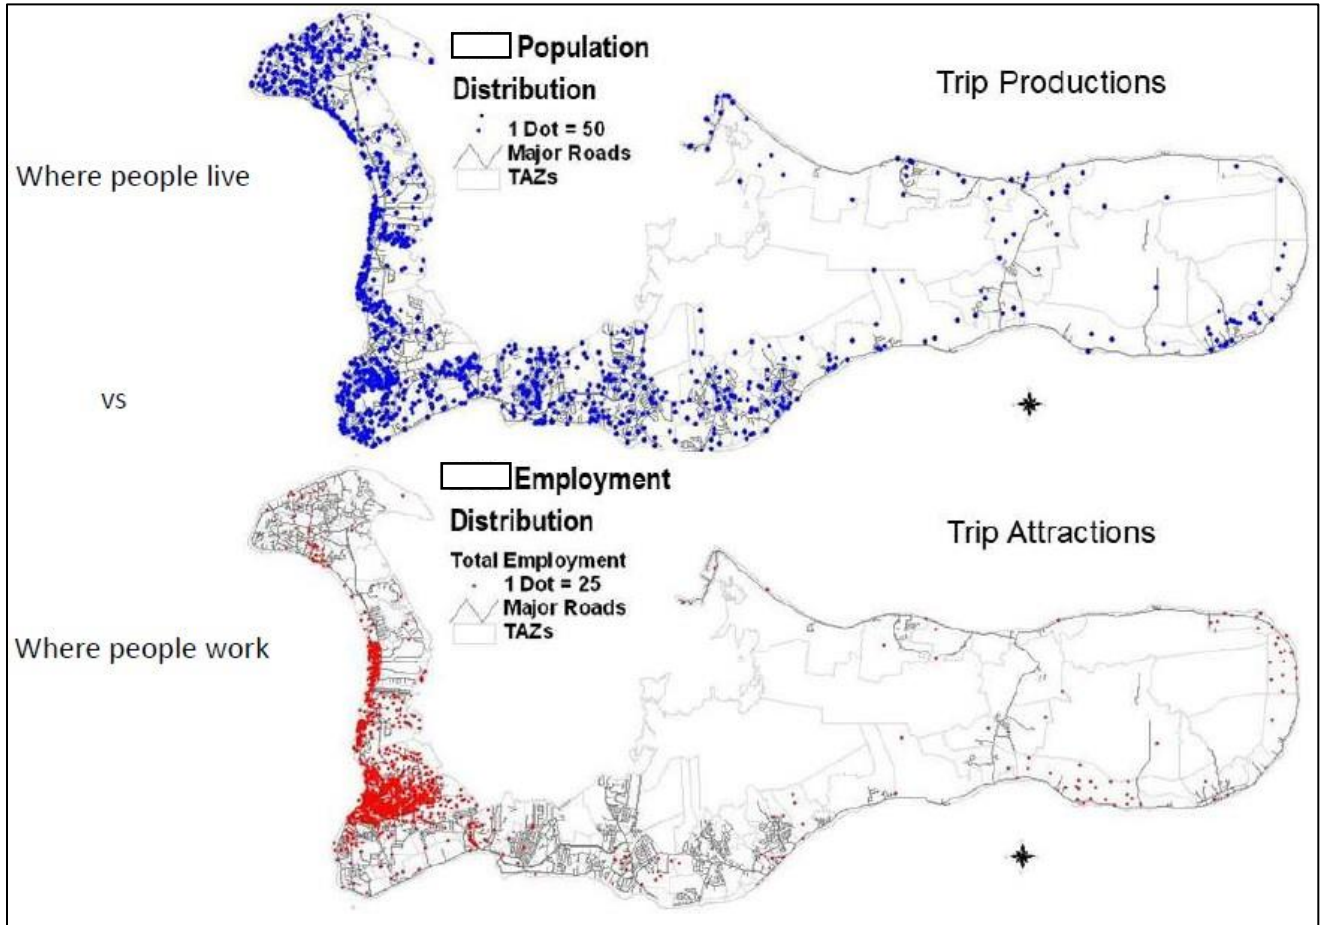 Population
Distribution
1 Dot = 50
Major Roads
TAZs
Trip Productions
Where people live
vs
Employment
Distribution
Total Employment
1 Dot = 25
Major Roads
TAZs
Trip Attractions
Where people work